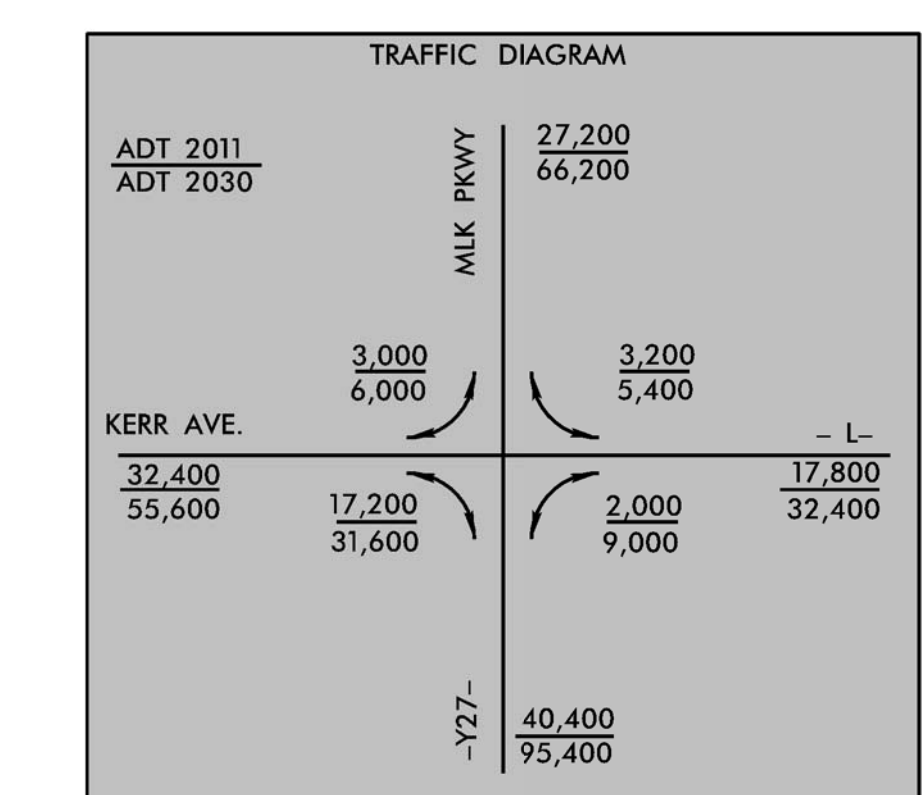 TRAFFIC DIAGRAM
ADT 2011
ADT 2030
MLK PKWY
27,200
66,200
3,000
6,000
3,200
5,400
KERR AVE.
– L–
32,400
55,600
17,800
32,400
17,200
31,600
2,000
9,000
–Y27–
40,400
95,400